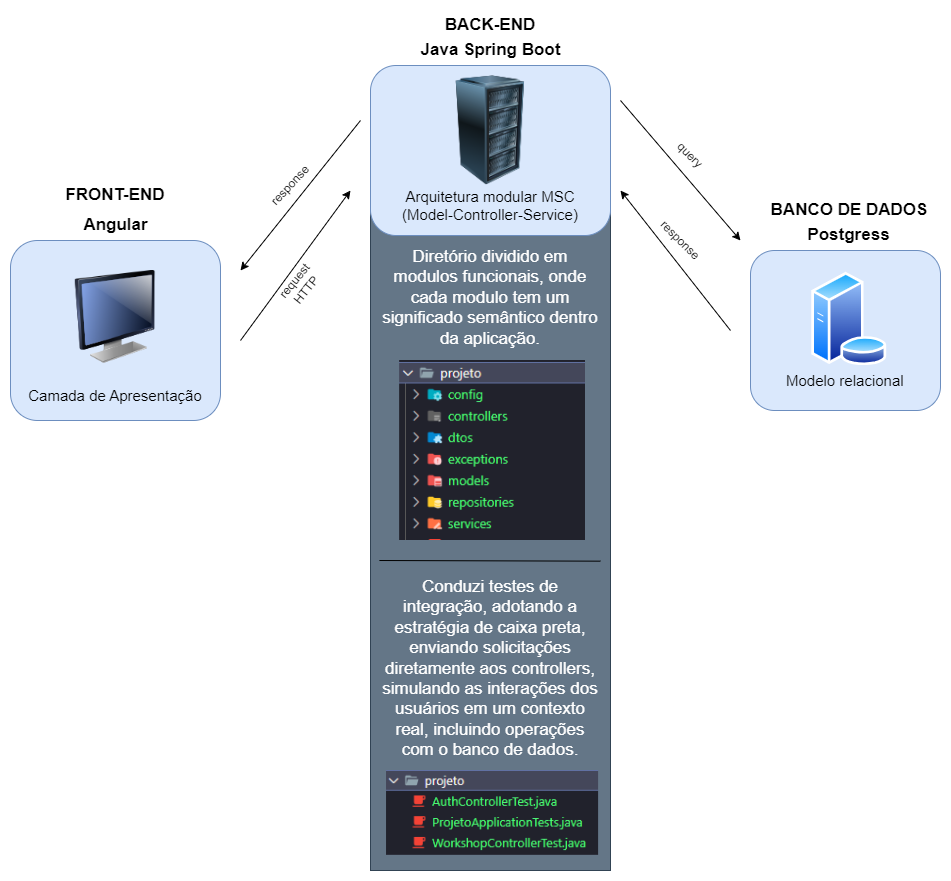 BACK-END
Java Spring Boot
Arquitetura modular MSC
(Model-Controller-Service)
response
request
HTTP
query
response
FRONT-END
Angular
Camada de Apresentação
BANCO DE DADOS
Postgress
Modelo relacional
Diretório dividido em
modulos funcionais, onde
cada modulo tem um
significado semântico dentro
da aplicação.
projeto
config
controllers
dtos
exceptions
models
repositories
services
Conduzi testes de
integração, adotando a
estratégia de caixa preta,
enviando solicitações
diretamente aos controllers,
simulando as interações dos
usuários em um contexto
real, incluindo operações
com o banco de dados.
projeto
AuthControllerTest.java
ProjetoApplicationTests.java
WorkshopControllerTest.java